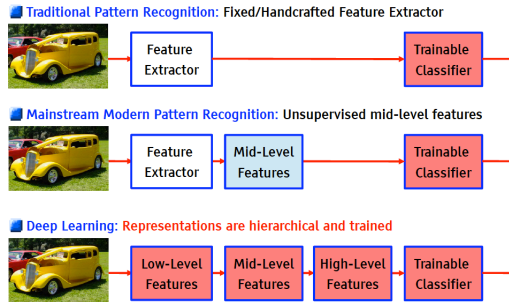 Traditional Pattern Recognition: Fixed/Handcrafted Feature Extractor
Feature
Extractor
Trainable
Classifier
Mainstream Modern Pattern Recognition: Unsupervised mid-level features
Feature
Extractor
Mid-Level
Features
Trainable
Classifier
Deep Learning: Representations are hierarchical and trained
Low-Level
Features
Mid-Level
Features
High-Level
Features
Trainable
Classifier